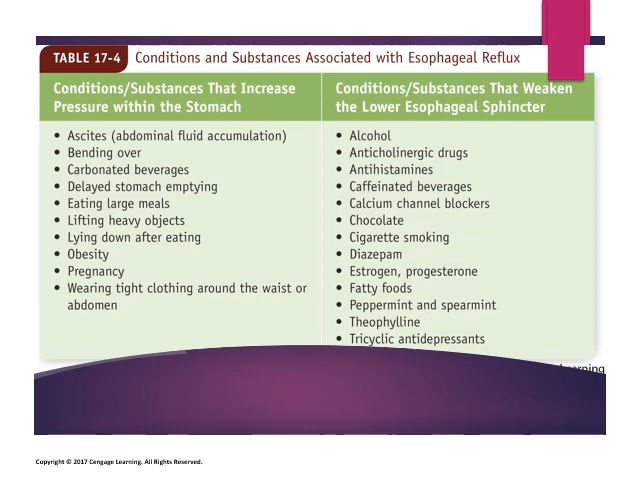 TABLE 17-4 Conditions and Substances Associated with Esophageal Reflux
Conditions/Substances That Increase
Pressure within the Stomach
• Ascites (abdominal fluid accumulation)
• Bending over
• Carbonated beverages
• Delayed stomach emptying
• Eating large meals
• Lifting heavy objects
• Lying down after eating
• Obesity
• Pregnancy
• Wearing tight clothing around the waist or
abdomen
Conditions/Substances That Weaken
the Lower Esophageal Sphincter
• Alcohol
• Anticholinergic drugs
• Antihistamines
• Caffeinated beverages
• Calcium channel blockers
• Chocolate
• Cigarette smoking
• Diazepam
• Estrogen, progesterone
• Fatty foods
• Peppermint and spearmint
• Theophylline
• Tricyclic antidepressants
Copyright © 2017 Cengage Learning. All Rights Reserved.